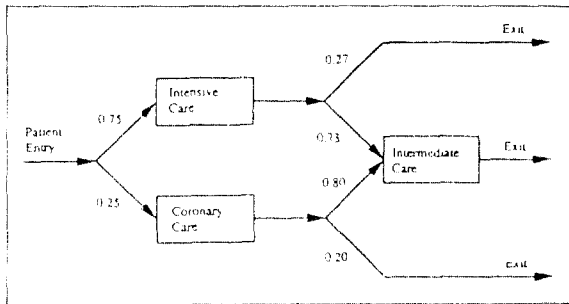 Exit
0.27
Intensive
Care
0.75
Patient
Entry
0.73
Intermediate
Care
Exit
0.25
0.80
Coronary
Care
0.20
exit